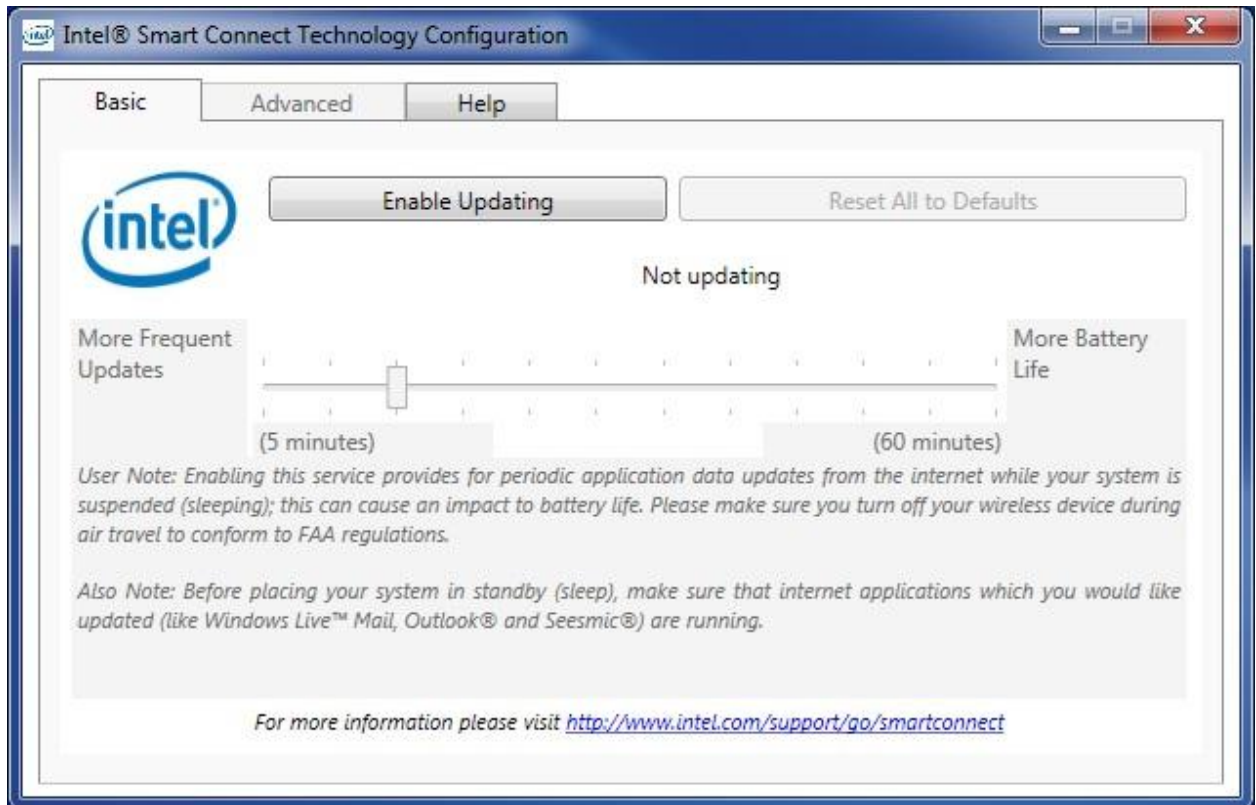 Intel® Smart Connect Technology Configuration
Basic Advanced Help
intel®
Enable Updating Reset All to Defaults
Not updating
More Frequent
Updates
More Battery
Life
(5 minutes) (60 minutes)
User Note: Enabling this service provides for periodic application data updates from the internet while your system is
suspended (sleeping); this can cause an impact to battery life. Please make sure you turn off your wireless device during
air travel to conform to FAA regulations.
Also Note: Before placing your system in standby (sleep), make sure that internet applications which you would like
updated (like Windows Live™ Mail, Outlook® and Seesmic®) are running.
For more information please visit http://www.intel.com/support/go/smartconnect